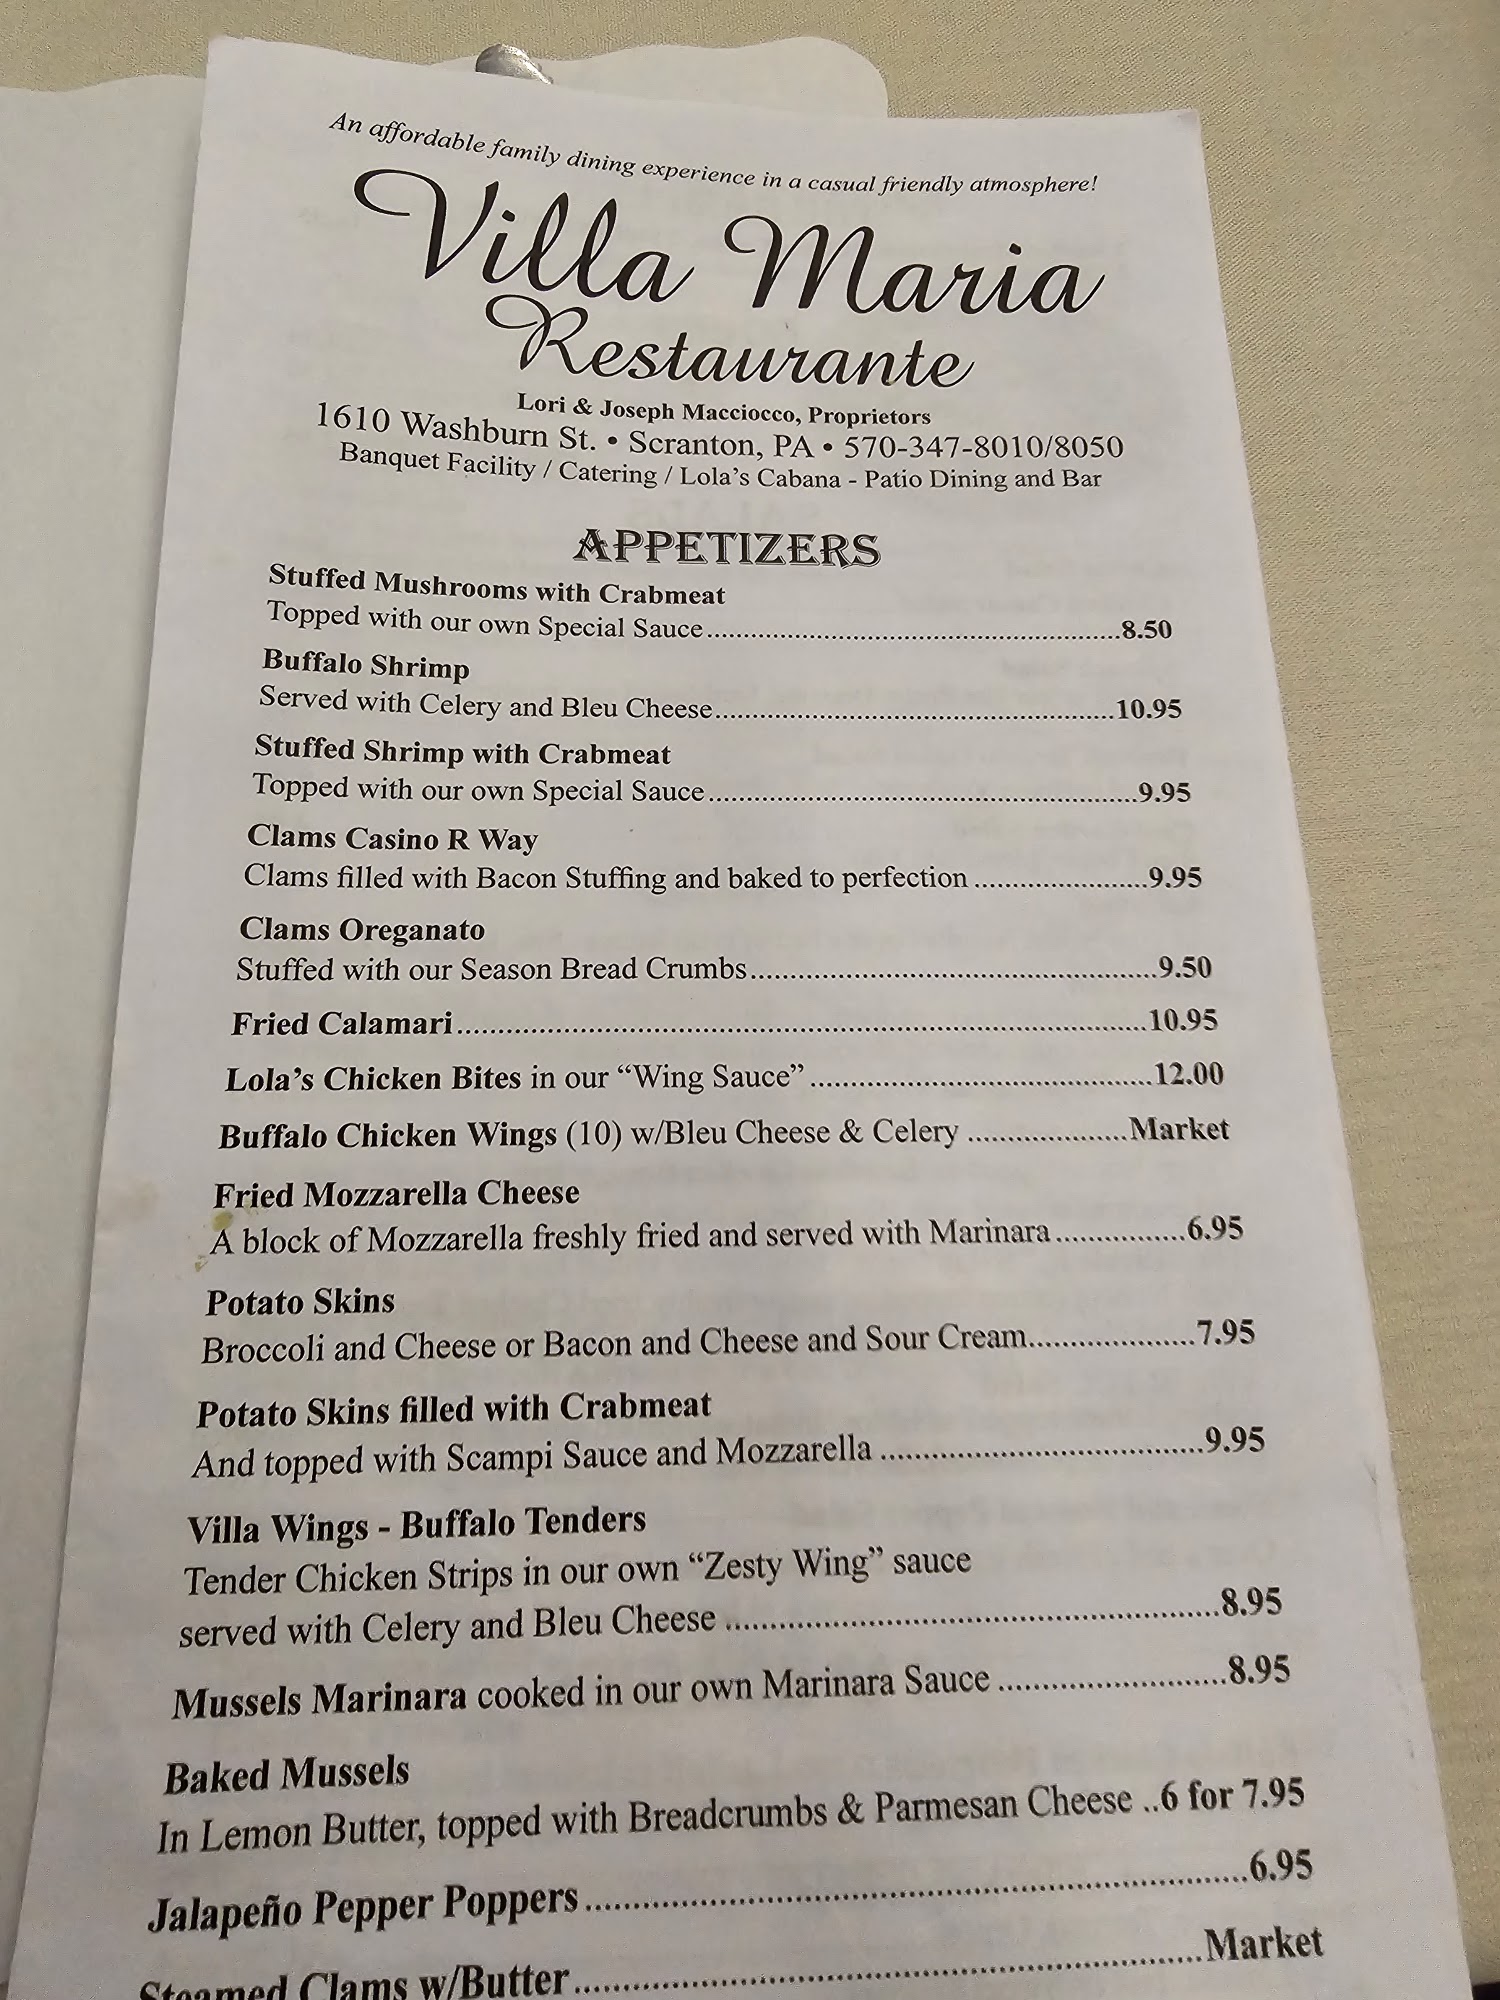 An affordable family dining experience in a casual friendly atmosphere!
Villa Maria
Restaurante
Lori & Joseph Macciocco, Proprietors
1610 Washburn St. • Scranton, PA • 570-347-8010/8050
Banquet Facility / Catering / Lola's Cabana - Patio Dining and Bar
APPETIZERS
Stuffed Mushrooms with Crabmeat
Topped with our own Special Sauce........8.50
Buffalo Shrimp
Served with Celery and Bleu Cheese........10.95
Stuffed Shrimp with Crabmeat
Topped with our own Special Sauce........9.95
Clams Casino R Way
Clams filled with Bacon Stuffing and baked to perfection........9.95
Clams Oreganato
Stuffed with our Season Bread Crumbs........9.50
Fried Calamari........10.95
Lola's Chicken Bites in our “Wing Sauce”........12.00
Buffalo Chicken Wings (10) w/Bleu Cheese & Celery........Market
Fried Mozzarella Cheese
A block of Mozzarella freshly fried and served with Marinara........6.95
Potato Skins
Broccoli and Cheese or Bacon and Cheese and Sour Cream........7.95
Potato Skins filled with Crabmeat
And topped with Scampi Sauce and Mozzarella........9.95
Villa Wings - Buffalo Tenders
Tender Chicken Strips in our own “Zesty Wing” sauce
served with Celery and Bleu Cheese........8.95
Mussels Marinara cooked in our own Marinara Sauce........8.95
Baked Mussels
In Lemon Butter, topped with Breadcrumbs & Parmesan Cheese ..6 for 7.95
Jalapeño Pepper Poppers........6.95
Steamed Clams w/Butter........Market